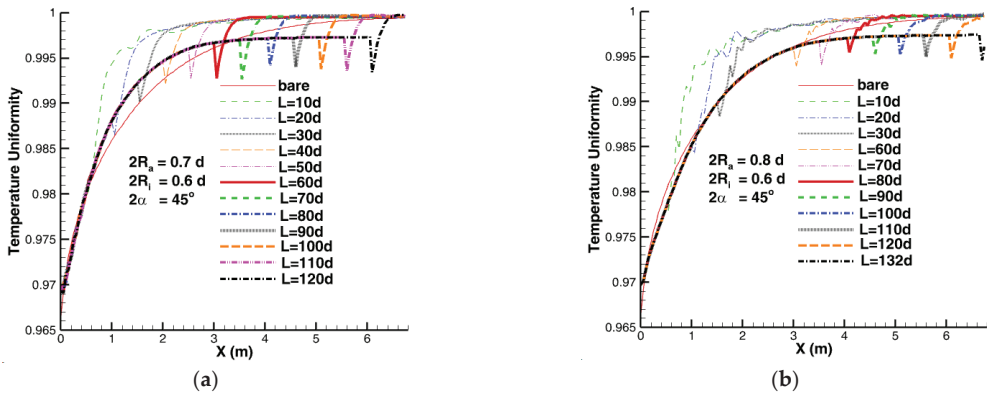 Temperature Uniformity
1
0.995
0.99
0.985
0.98
0.975
0.97
0.965
0 1 2 3 4 5 6
X (m)
2Ra = 0.7 d
2Ri = 0.6 d
2α = 45°
bare
L=10d
L=20d
L=30d
L=40d
L=50d
L=60d
L=70d
L=80d
L=90d
L=100d
L=110d
L=120d
(a)
Temperature Uniformity
1
0.995
0.99
0.985
0.98
0.975
0.97
0.965
0 1 2 3 4 5 6
X (m)
2Ra = 0.8 d
2Ri = 0.6 d
2α = 45°
bare
L=10d
L=20d
L=30d
L=60d
L=70d
L=80d
L=90d
L=100d
L=110d
L=120d
L=132d
(b)